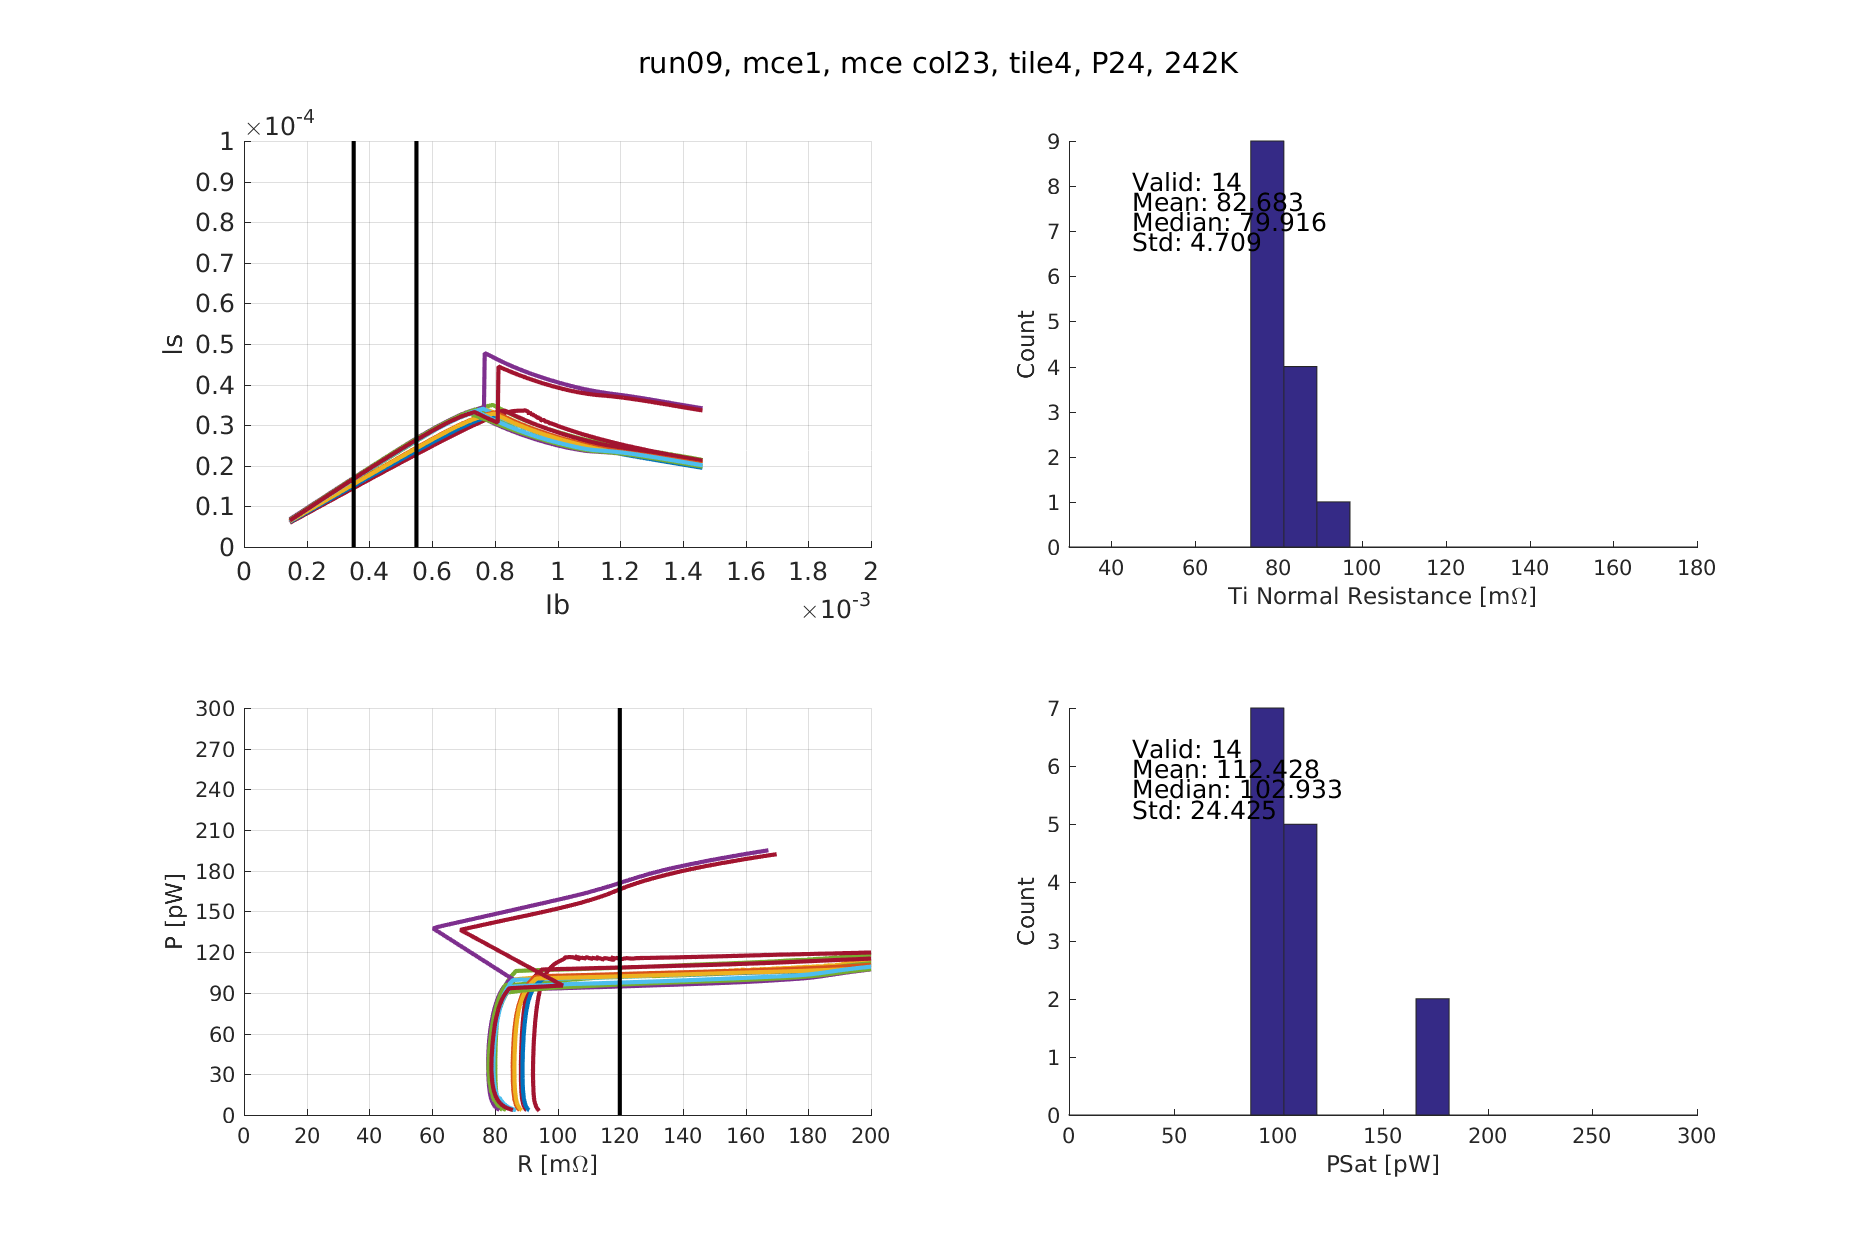 run09, mce1, mce col23, tile4, P24, 242K
×10-4
1
0.9
0.8
0.7
0.6
0.5
0.4
0.3
0.2
0.1
0
Is
0 0.2 0.4 0.6 0.8 1 1.2 1.4 1.6 1.8 2
Ib
×10-3
9
8
7
6
5
4
3
2
1
0
Count
Valid: 14
Mean: 82.683
Median: 79.916
Std: 4.709
40 60 80 100 120 140 160 180
Ti Normal Resistance [mΩ]
300
270
240
210
180
150
120
90
60
30
0
P [pW]
0 20 40 60 80 100 120 140 160 180 200
R [mΩ]
7
6
5
4
3
2
1
0
Count
Valid: 14
Mean: 112.428
Median: 102.933
Std: 24.425
0 50 100 150 200 250 300
PSat [pW]